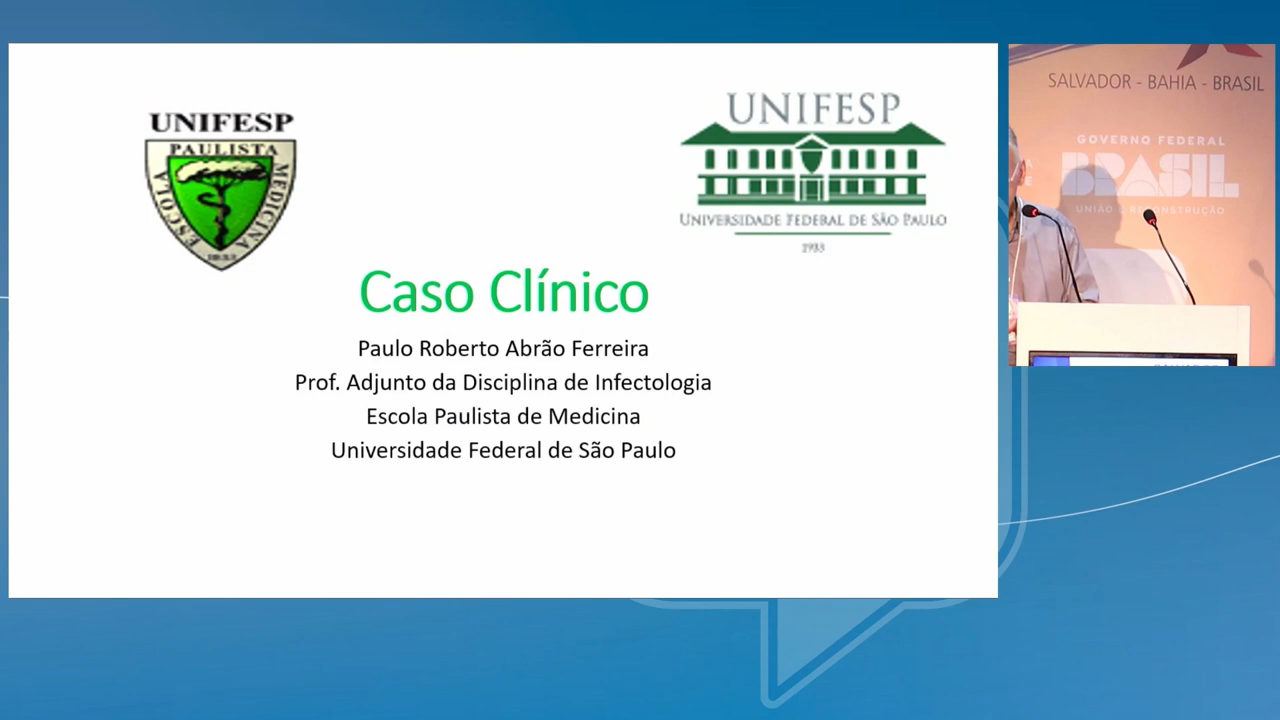 UNIFESP
PAULISTA
ESCOLA
MEDICINA
UNIFESP
UNIVERSIDADE FEDERAL DE SÃO PAULO
1933
Caso Clínico
Paulo Roberto Abrão Ferreira
Prof. Adjunto da Disciplina de Infectologia
Escola Paulista de Medicina
Universidade Federal de São Paulo
SALVADOR - BAHIA - BRASIL
GOVERNO FEDERAL
BRASIL
UNIÃO E RECONSTRUÇÃO